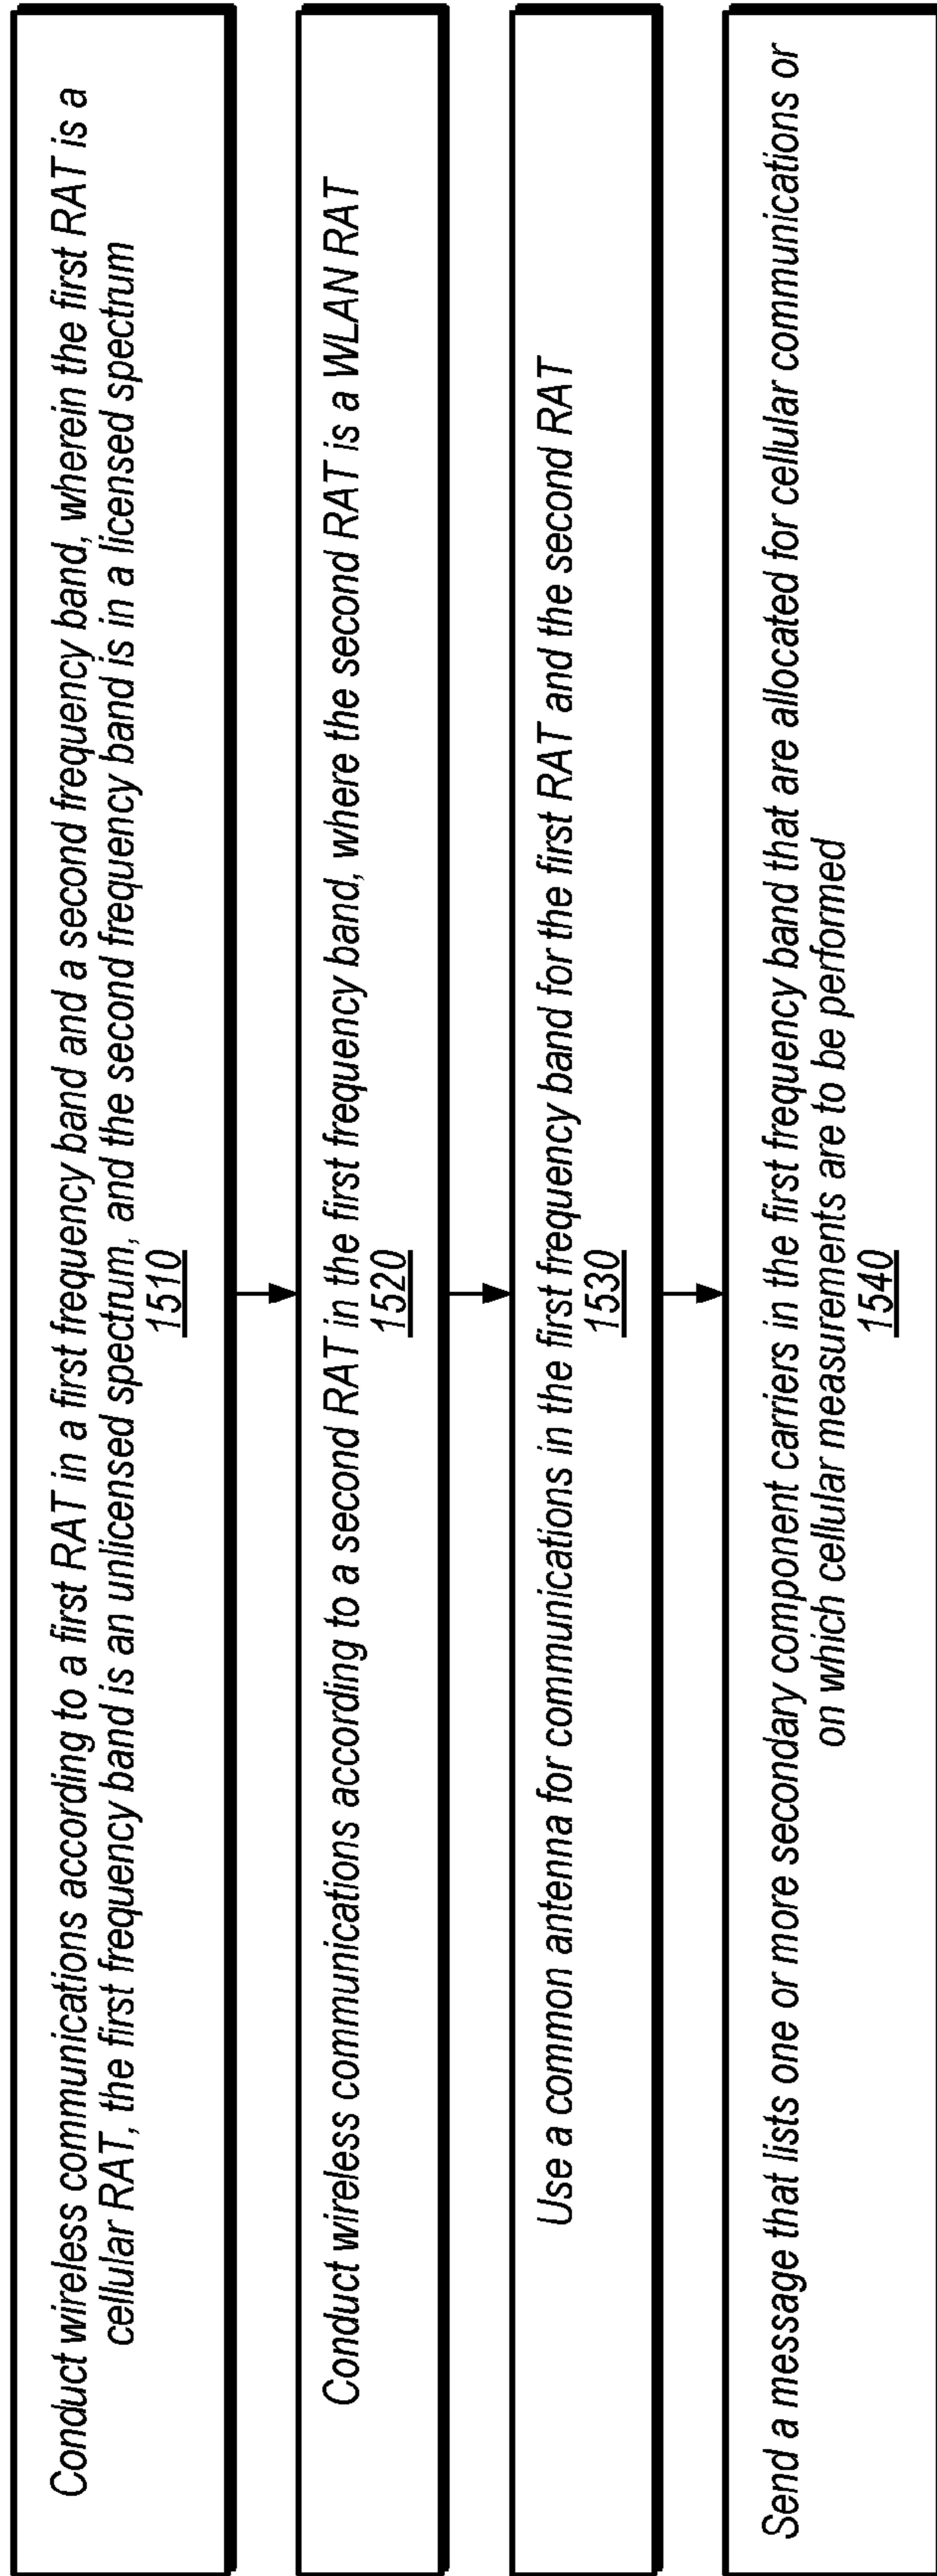 Conduct wireless communications according to a first RAT in a first frequency band and a second frequency band, wherein the first RAT is a
cellular RAT, the first frequency band is an unlicensed spectrum, and the second frequency band is in a licensed spectrum
1510
Conduct wireless communications according to a second RAT in the first frequency band, where the second RAT is a WLAN RAT
1520
Use a common antenna for communications in the first frequency band for the first RAT and the second RAT
1530
Send a message that lists one or more secondary component carriers in the first frequency band that are allocated for cellular communications or
on which cellular measurements are to be performed
1540